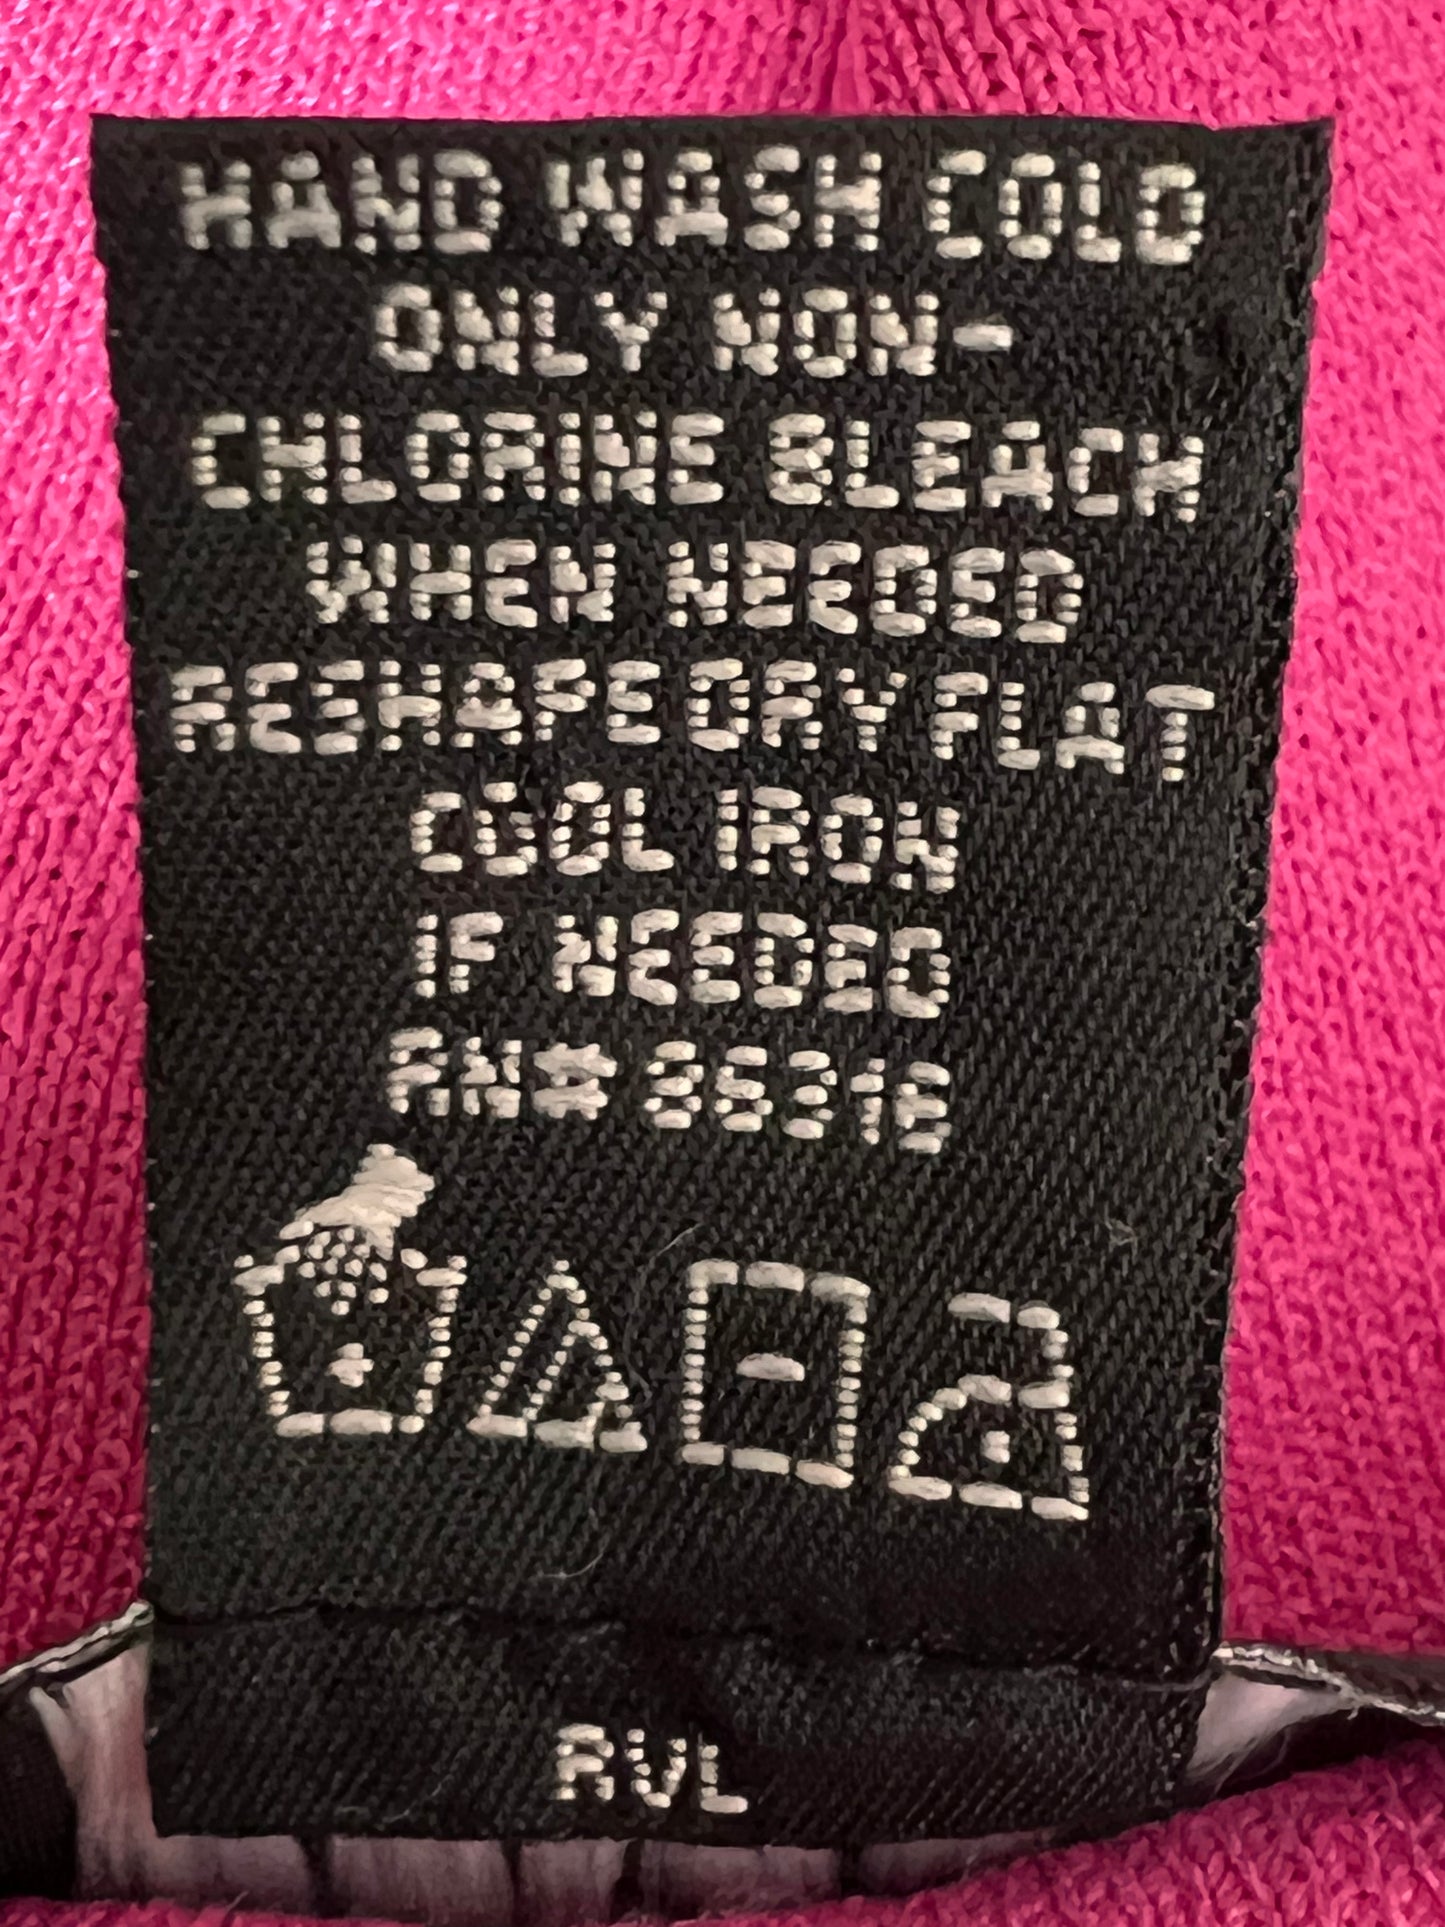 HAND WASH COLD
ONLY NON-
CHLORINE BLEACH
WHEN NEEDED
RESHAPE DRY FLAT
COOL IRON
IF NEEDED
RN# 86316
RVL